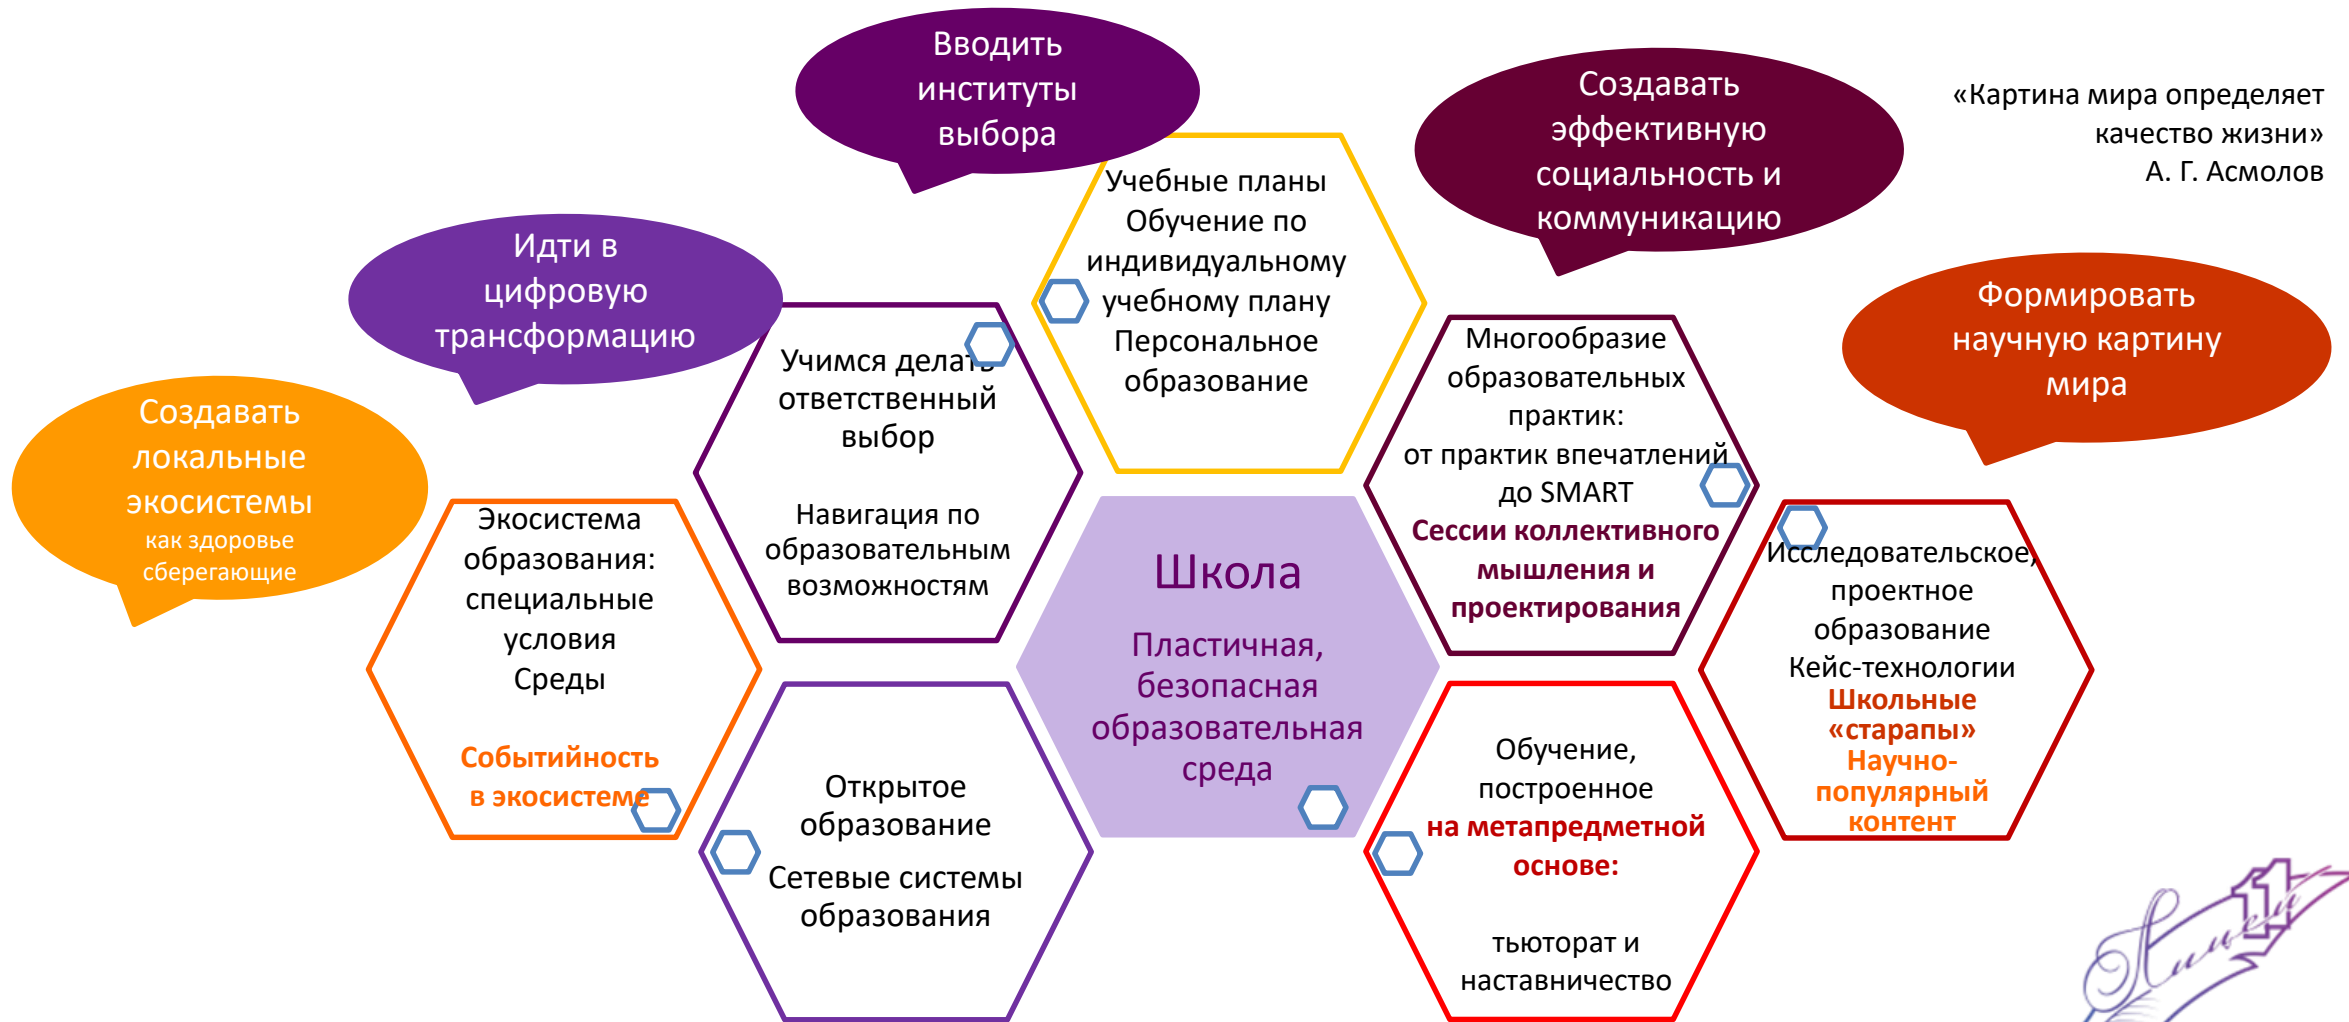 Вводить
институты
выбора
Создавать
эффективную
социальность и
коммуникацию
«Картина мира определяет
качество жизни»
А. Г. Асмолов
Идти в
цифровую
трансформацию
Формировать
научную картину
мира
Создавать
локальные
экосистемы
как здоровье
сберегающие
Учебные планы
Обучение по
индивидуальному
учебному плану
Персональное
образование
Учимся делать
ответственный
выбор
Навигация по
образовательным
возможностям
Многообразие
образовательных
практик:
от практик впечатлений
до SMART
Сессии коллективного
мышления и
проектирования
Экосистема
образования:
специальные
условия
Среды
Событийность
в экосистеме
Школа
Пластичная,
безопасная
образовательная
среда
Исследовательское,
проектное
образование
Кейс-технологии
Школьные
«старапы»
Научно-
популярный
контент
Открытое
образование
Сетевые системы
образования
Обучение,
построенное
на метапредметной
основе:
тьюторат и
наставничество
Лицей 11